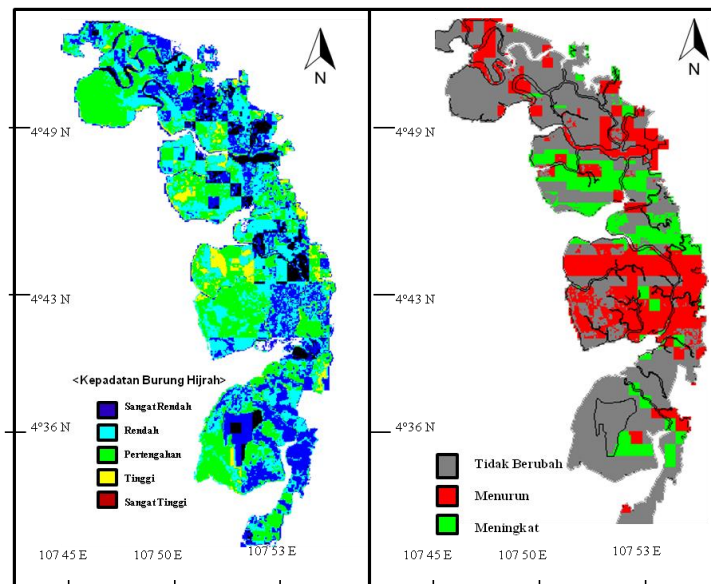 N
4°49 N
4°43 N
<Kepadatan Burung Hijrah>
Sangat Rendah
Rendah
Pertengahan
Tinggi
Sangat Tinggi
4°36 N
107 45 E
107 50 E
107 53 E
N
4°49 N
4°43 N
4°36 N
Tidak Berubah
Menurun
Meningkat
107 45 E
107 50 E
107 53 E